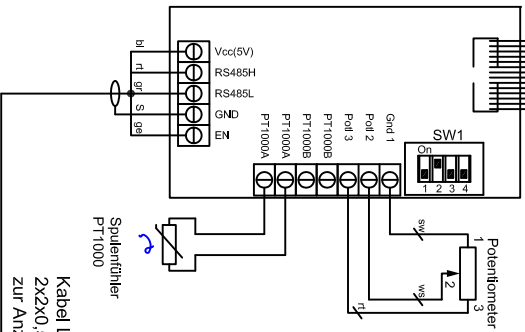 bl
rt
gr
S
ge
Vcc(5V)
RS485H
RS485L
GND
EN
PT1000A
PT1000A
PT1000B
PT1000B
Poti 3
Poti 2
Gnd 1
SW1
On
1 2 3 4
sw
ws
rt
1
2
3
Potentiometer
Spulenfühler
PT1000
Kabel
2x2x0,
zur